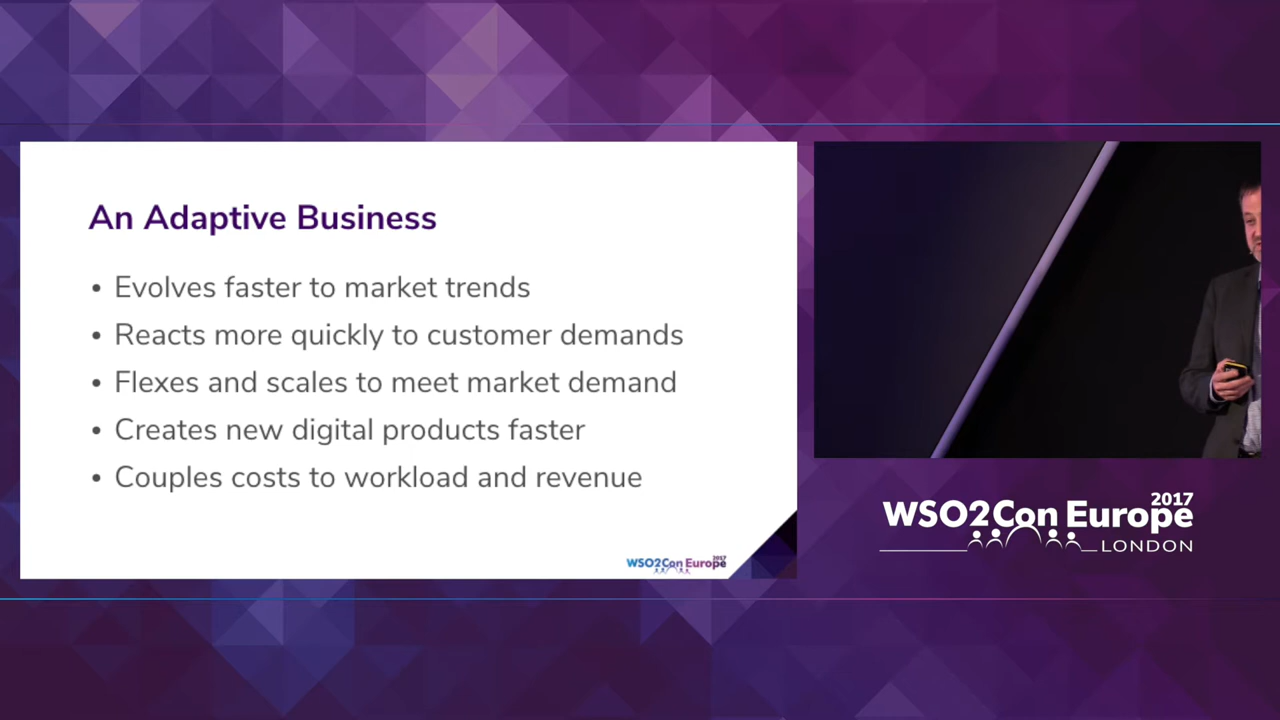 An Adaptive Business
• Evolves faster to market trends
• Reacts more quickly to customer demands
• Flexes and scales to meet market demand
• Creates new digital products faster
• Couples costs to workload and revenue
WSO2Con Europe 2017
WSO2Con Europe 2017
LONDON